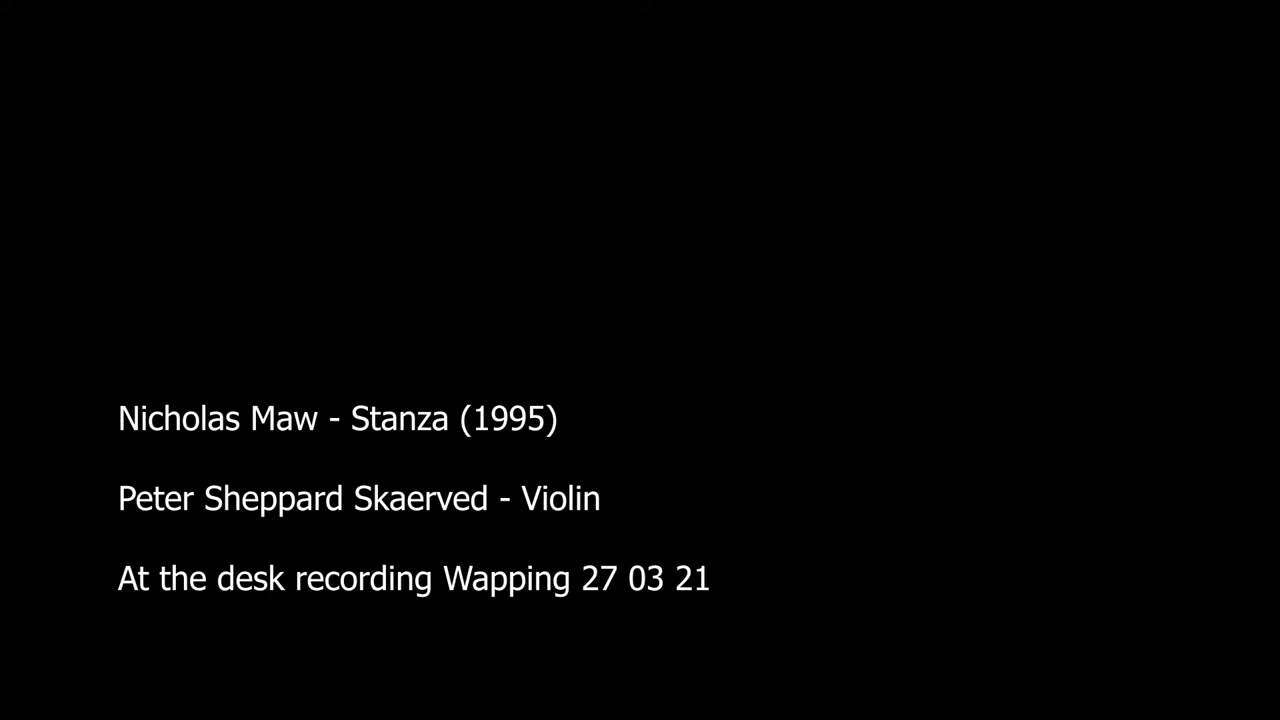 Nicholas Maw - Stanza (1995)
Peter Sheppard Skaerved - Violin
At the desk recording Wapping 27 03 21